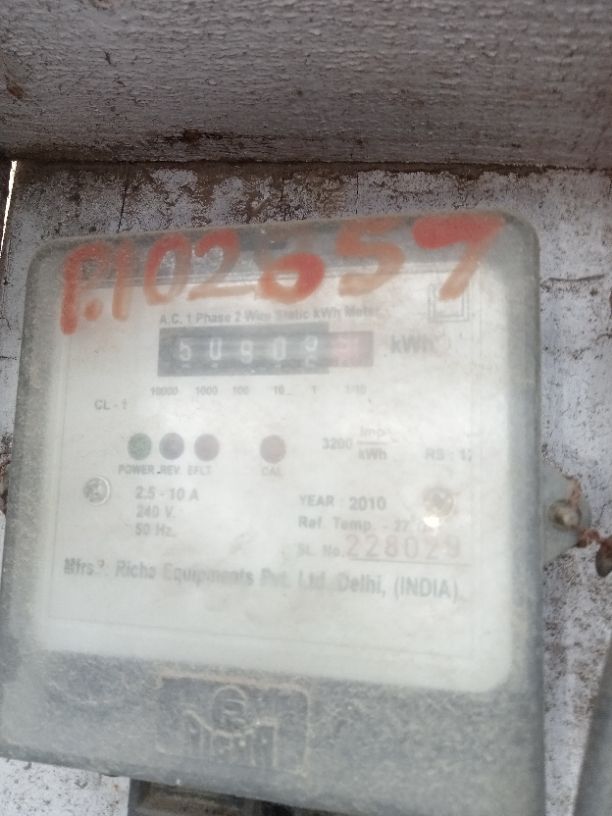 P.102657
A.C. 1 Phase 2 Wire Static kWh Meter
kWh
10000 1000 100 10 1 1/10
CL - 1
3200 Imp/kWh
POWER REV. EFLT CAL
2.5 - 10 A
240 V.
50 Hz.
YEAR : 2010
Ref. Temp. - 27
SL. No. 228029
Mfrs : Richo Equipments Pvt. Ltd. Delhi, (INDIA)